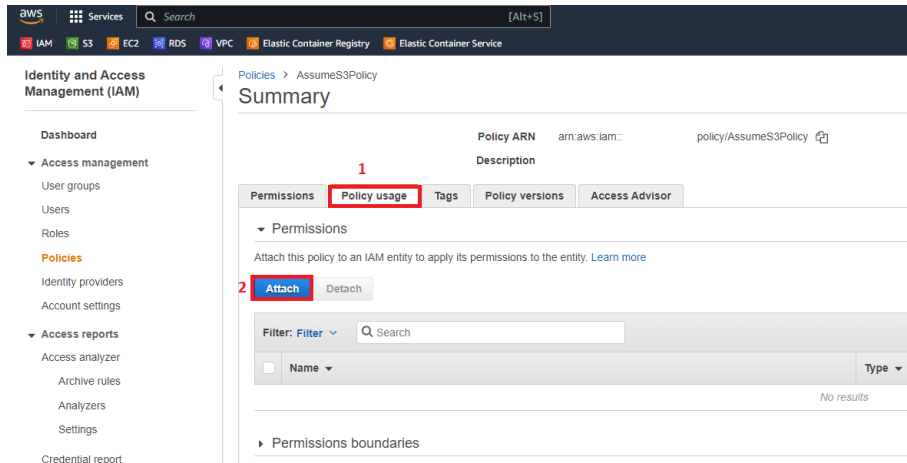 aws Services Search [Alt+S]
IAM S3 EC2 RDS VPC Elastic Container Registry Elastic Container Service
Identity and Access
Management (IAM)
Dashboard
Access management
User groups
Users
Roles
Policies
Identity providers
Account settings
Access reports
Access analyzer
Archive rules
Analyzers
Settings
Credential report
Policies > AssumeS3Policy
Summary
Policy ARN arn:aws:iam:: policy/AssumeS3Policy
Description
1
Permissions Policy usage Tags Policy versions Access Advisor
Permissions
Attach this policy to an IAM entity to apply its permissions to the entity. Learn more
2 Attach Detach
Filter: Filter Search
Name Type
No results
Permissions boundaries